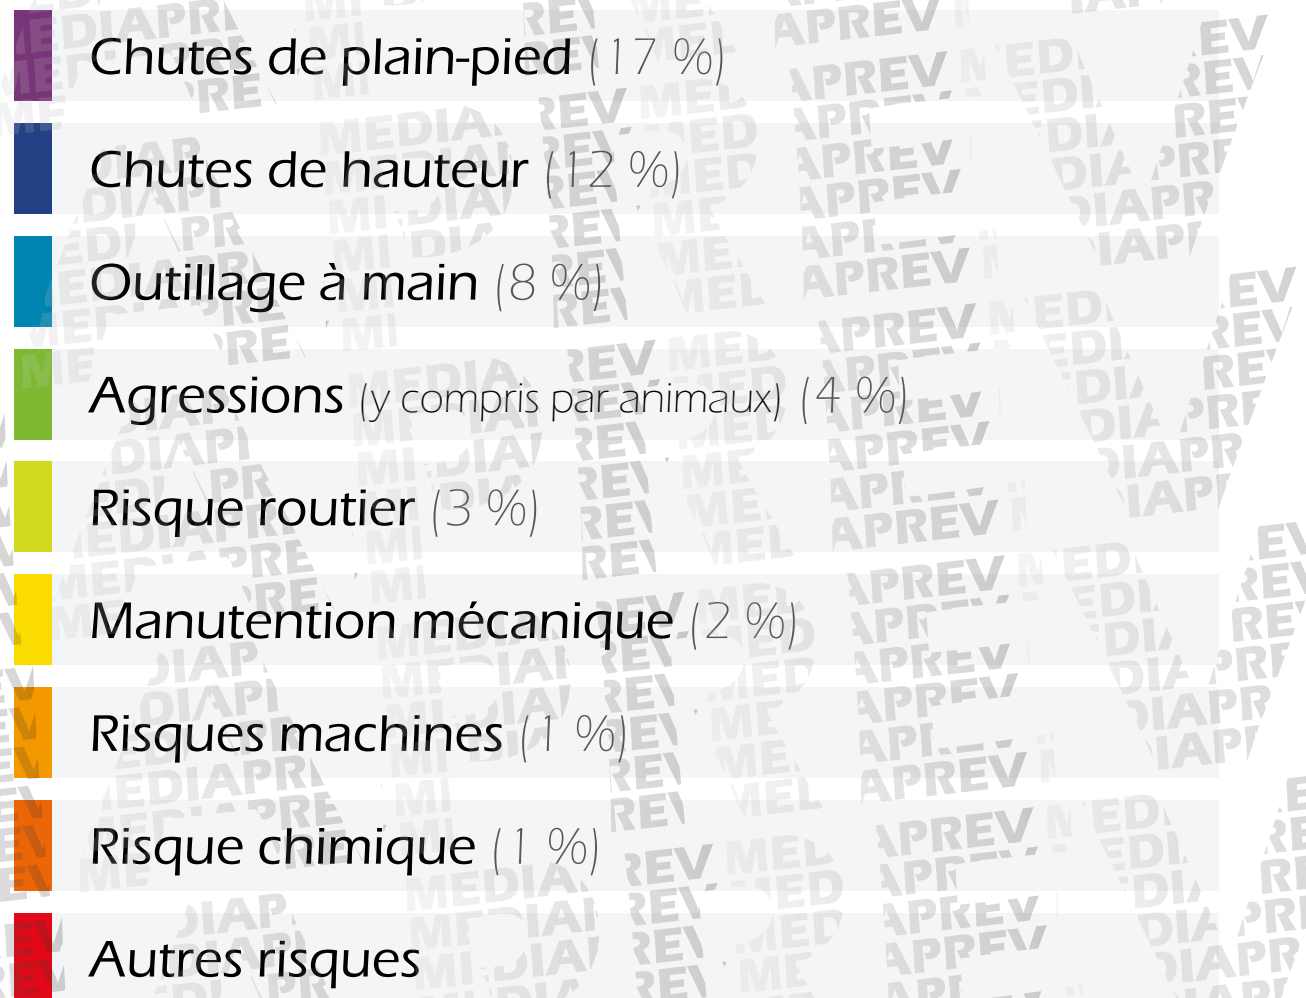 Chutes de plain-pied (17 %)
Chutes de hauteur (12 %)
Outillage à main (8 %)
Agressions (y compris par animaux) (4 %)
Risque routier (3 %)
Manutention mécanique (2 %)
Risques machines (1 %)
Risque chimique (1 %)
Autres risques